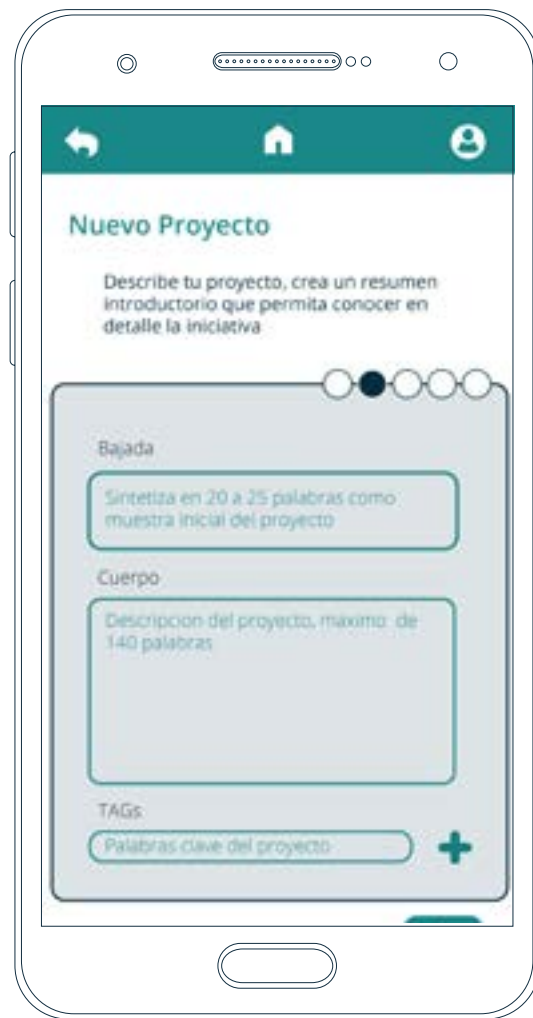 Nuevo Proyecto
Describe tu proyecto, crea un resumen
introductorio que permita conocer en
detalle la iniciativa
Bajada
Sintetiza en 20 a 25 palabras como
muestra inicial del proyecto
Cuerpo
Descripcion del proyecto, maximo de
140 palabras
TAGs
Palabras clave del proyecto